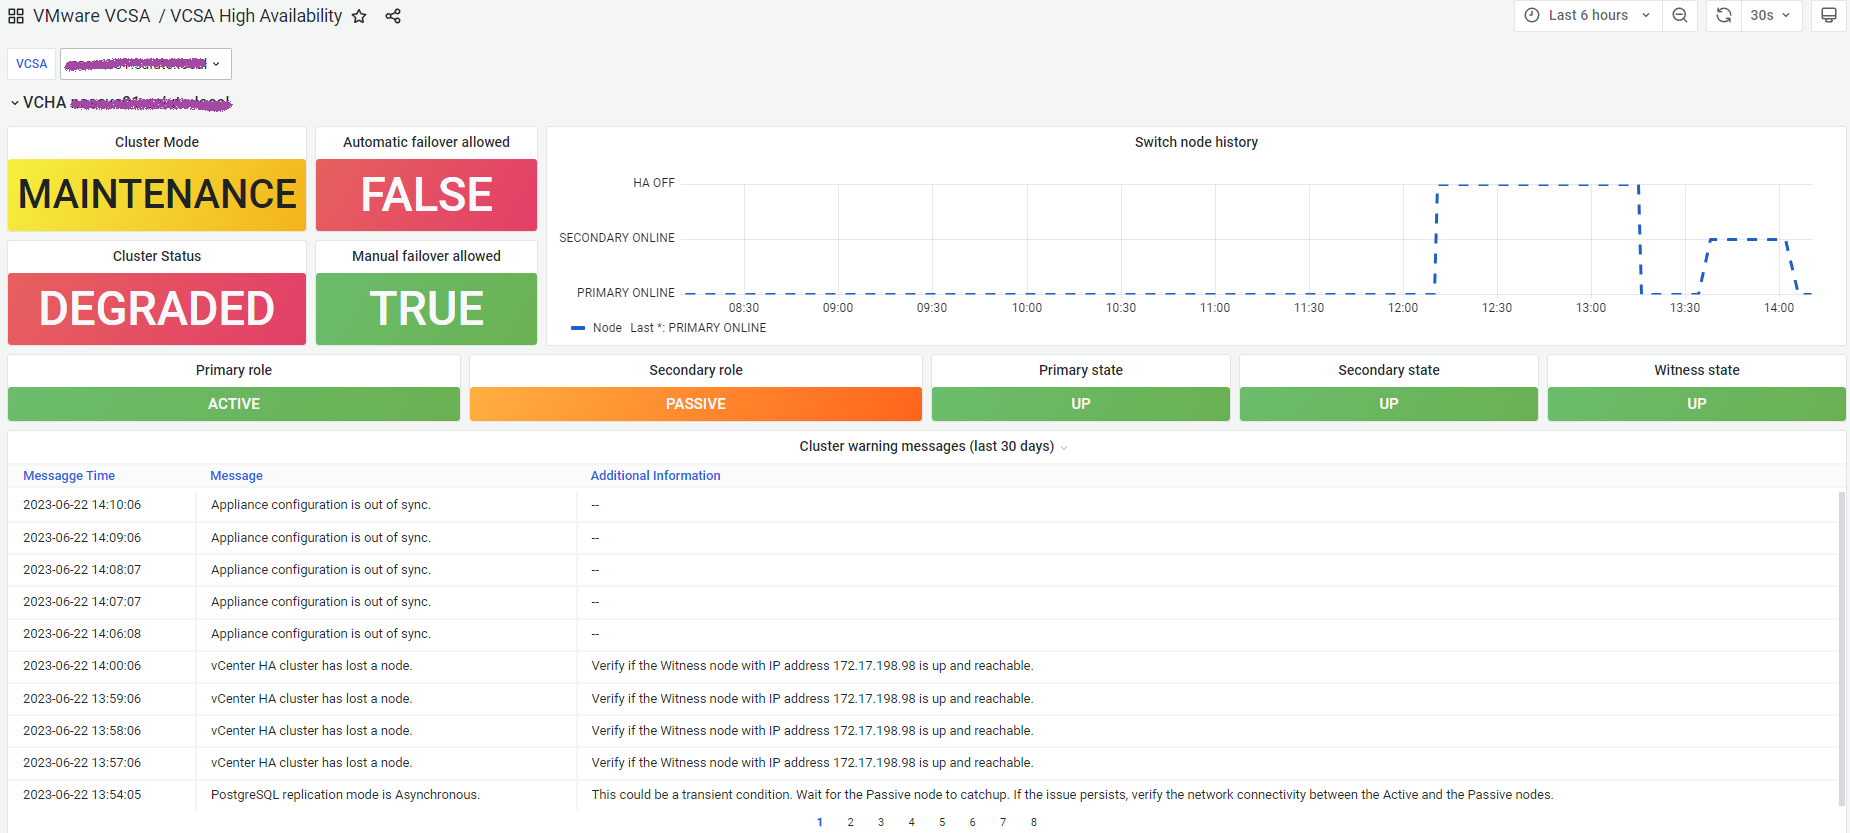 VMware VCSA / VCSA High Availability
Last 6 hours
30s
VCSA
VCHA
Cluster Mode
MAINTENANCE
Automatic failover allowed
FALSE
Cluster Status
DEGRADED
Manual failover allowed
TRUE
Switch node history
HA OFF
SECONDARY ONLINE
PRIMARY ONLINE
08:30 09:00 09:30 10:00 10:30 11:00 11:30 12:00 12:30 13:00 13:30 14:00
Node Last *: PRIMARY ONLINE
Primary role
ACTIVE
Secondary role
PASSIVE
Primary state
UP
Secondary state
UP
Witness state
UP
Cluster warning messages (last 30 days)
Messagge Time Message Additional Information
2023-06-22 14:10:06 Appliance configuration is out of sync. --
2023-06-22 14:09:06 Appliance configuration is out of sync. --
2023-06-22 14:08:07 Appliance configuration is out of sync. --
2023-06-22 14:07:07 Appliance configuration is out of sync. --
2023-06-22 14:06:08 Appliance configuration is out of sync. --
2023-06-22 14:00:06 vCenter HA cluster has lost a node. Verify if the Witness node with IP address 172.17.198.98 is up and reachable.
2023-06-22 13:59:06 vCenter HA cluster has lost a node. Verify if the Witness node with IP address 172.17.198.98 is up and reachable.
2023-06-22 13:58:06 vCenter HA cluster has lost a node. Verify if the Witness node with IP address 172.17.198.98 is up and reachable.
2023-06-22 13:57:06 vCenter HA cluster has lost a node. Verify if the Witness node with IP address 172.17.198.98 is up and reachable.
2023-06-22 13:54:05 PostgreSQL replication mode is Asynchronous. This could be a transient condition. Wait for the Passive node to catchup. If the issue persists, verify the network connectivity between the Active and the Passive nodes.
1 2 3 4 5 6 7 8